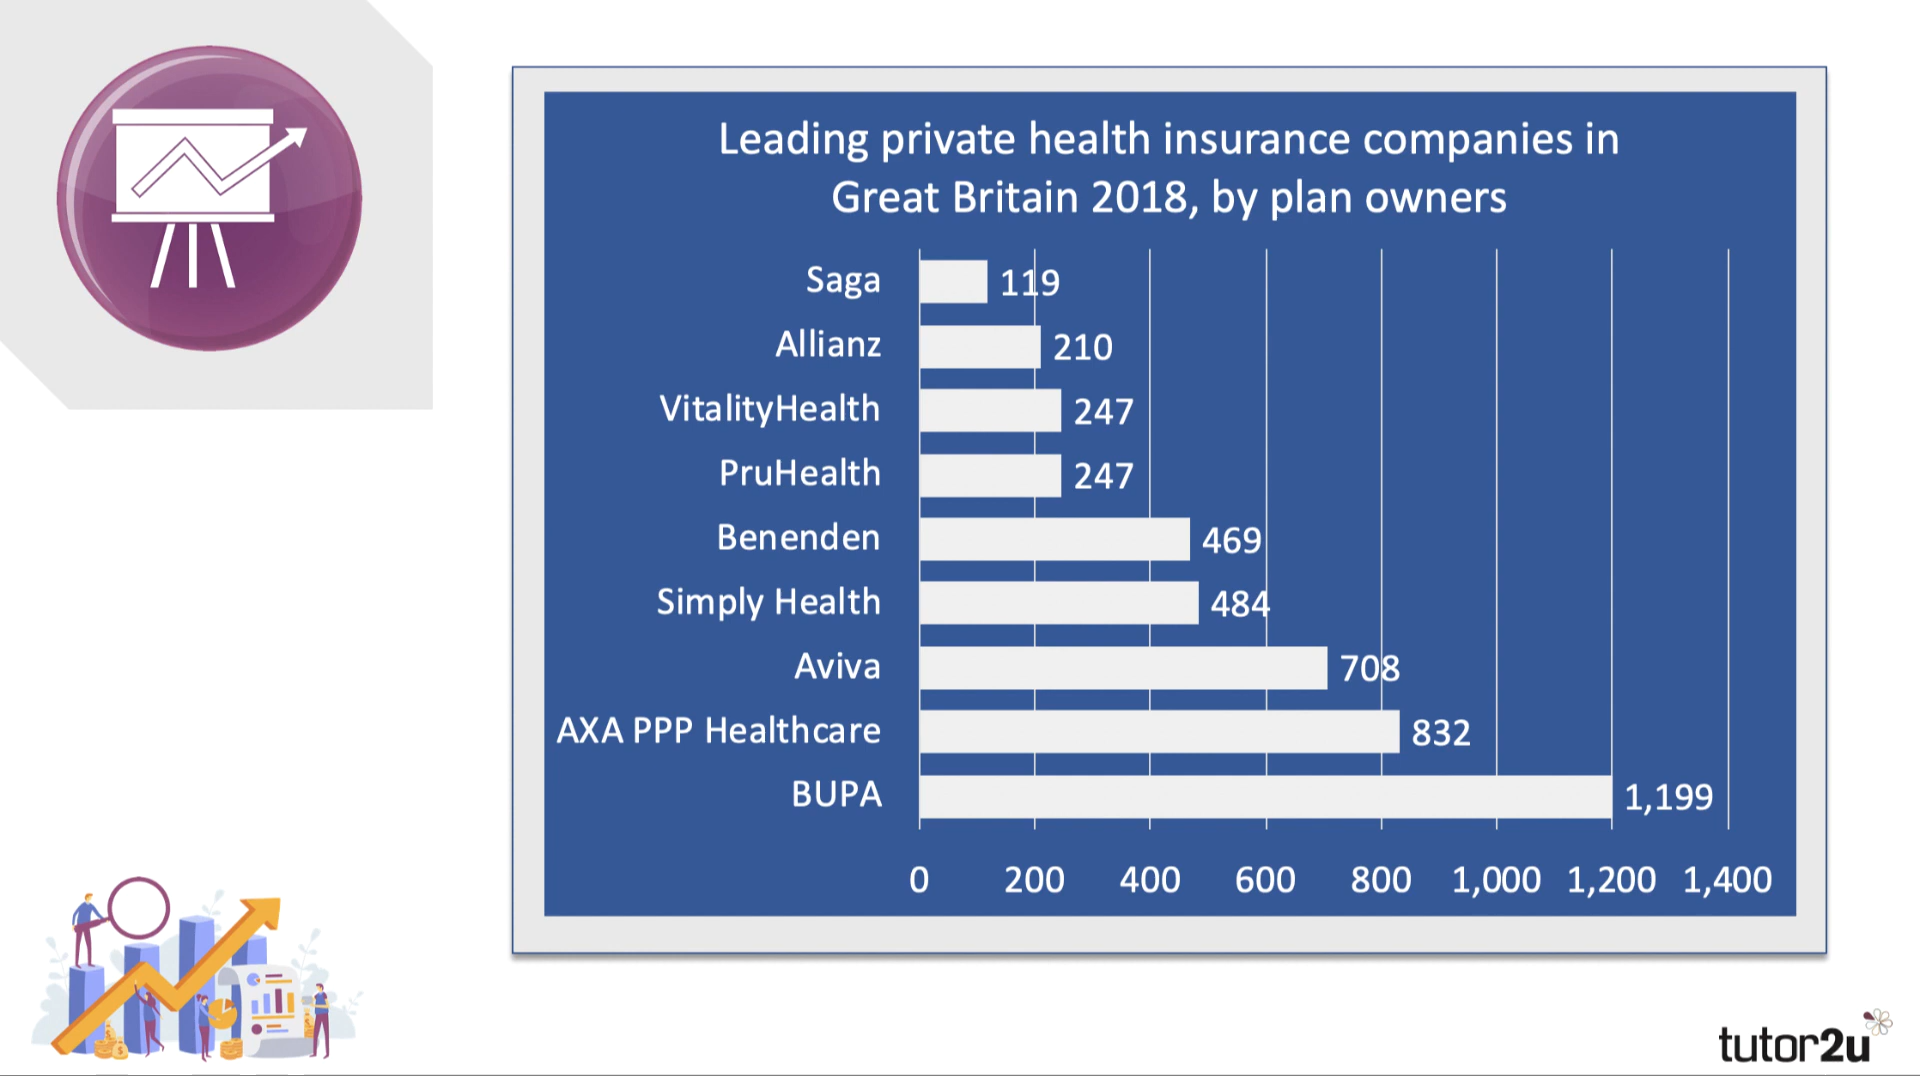 Leading private health insurance companies in
Great Britain 2018, by plan owners
Saga 119
Allianz 210
VitalityHealth 247
PruHealth 247
Benenden 469
Simply Health 484
Aviva 708
AXA PPP Healthcare 832
BUPA 1,199
0 200 400 600 800 1,000 1,200 1,400
tutor2u